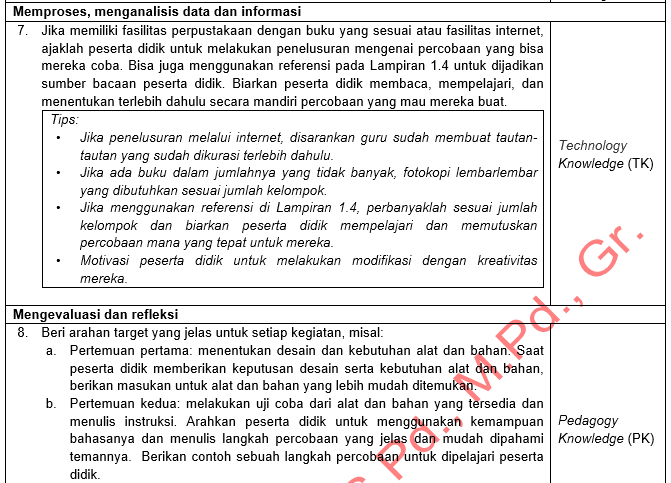 Memproses, menganalisis data dan informasi
7. Jika memiliki fasilitas perpustakaan dengan buku yang sesuai atau fasilitas internet,
ajaklah peserta didik untuk melakukan penelusuran mengenai percobaan yang bisa
mereka coba. Bisa juga menggunakan referensi pada Lampiran 1.4 untuk dijadikan
sumber bacaan peserta didik. Biarkan peserta didik membaca, mempelajari, dan
menentukan terlebih dahulu secara mandiri percobaan yang mau mereka buat.
Tips:
• Jika penelusuran melalui internet, disarankan guru sudah membuat tautan-
tautan yang sudah dikurasi terlebih dahulu.
• Jika ada buku dalam jumlahnya yang tidak banyak, fotokopi lembarlembar
yang dibutuhkan sesuai jumlah kelompok.
• Jika menggunakan referensi di Lampiran 1.4, perbanyaklah sesuai jumlah
kelompok dan biarkan peserta didik mempelajari dan memutuskan
percobaan mana yang tepat untuk mereka.
• Motivasi peserta didik untuk melakukan modifikasi dengan kreativitas
mereka.
Technology
Knowledge (TK)
Mengevaluasi dan refleksi
8. Beri arahan target yang jelas untuk setiap kegiatan, misal:
a. Pertemuan pertama: menentukan desain dan kebutuhan alat dan bahan. Saat
peserta didik memberikan keputusan desain serta kebutuhan alat dan bahan,
berikan masukan untuk alat dan bahan yang lebih mudah ditemukan.
b. Pertemuan kedua: melakukan uji coba dari alat dan bahan yang tersedia dan
menulis instruksi. Arahkan peserta didik untuk menggunakan kemampuan
bahasanya dan menulis langkah percobaan yang jelas dan mudah dipahami
temannya. Berikan contoh sebuah langkah percobaan untuk dipelajari peserta
didik.
Pedagogy
Knowledge (PK)
S.Pd., M.Pd., Gr.